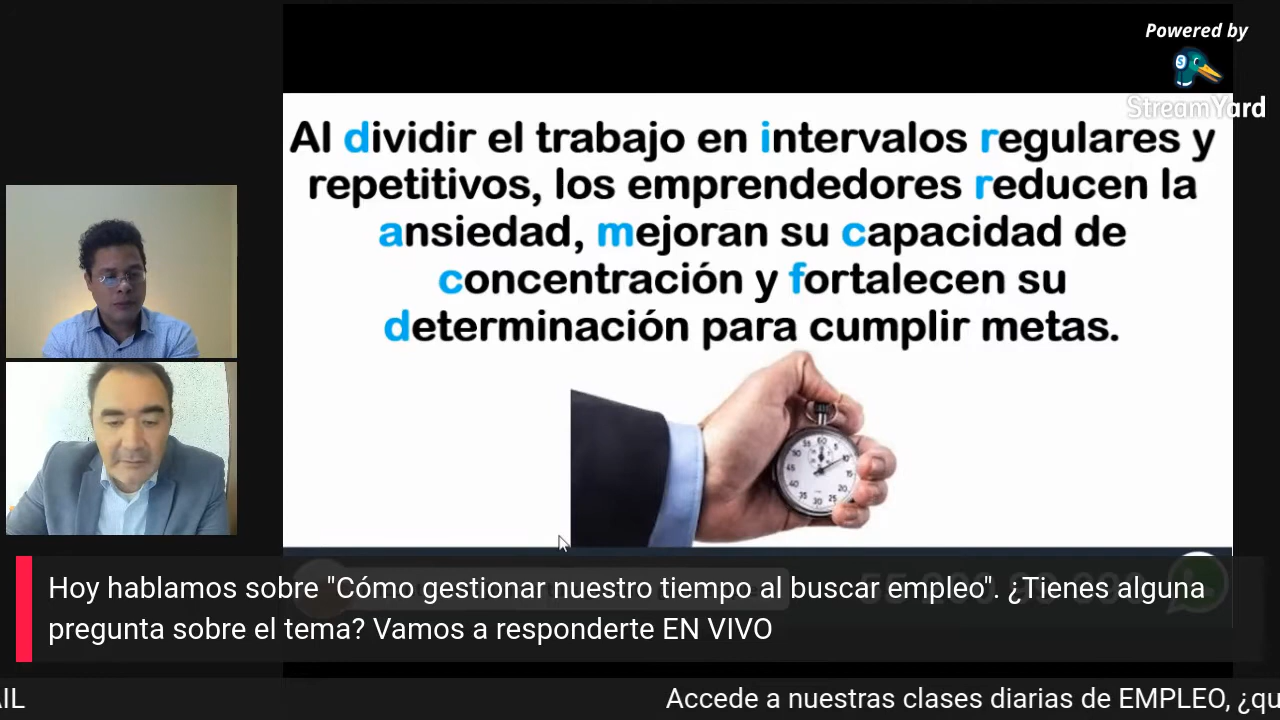 Powered by
StreamYard
Al dividir el trabajo en intervalos regulares y
repetitivos, los emprendedores reducen la
ansiedad, mejoran su capacidad de
concentración y fortalecen su
determinación para cumplir metas.
Hoy hablamos sobre "Cómo gestionar nuestro tiempo al buscar empleo". ¿Tienes alguna
pregunta sobre el tema? Vamos a responderte EN VIVO
AIL Accede a nuestras clases diarias de EMPLEO, ¿qu